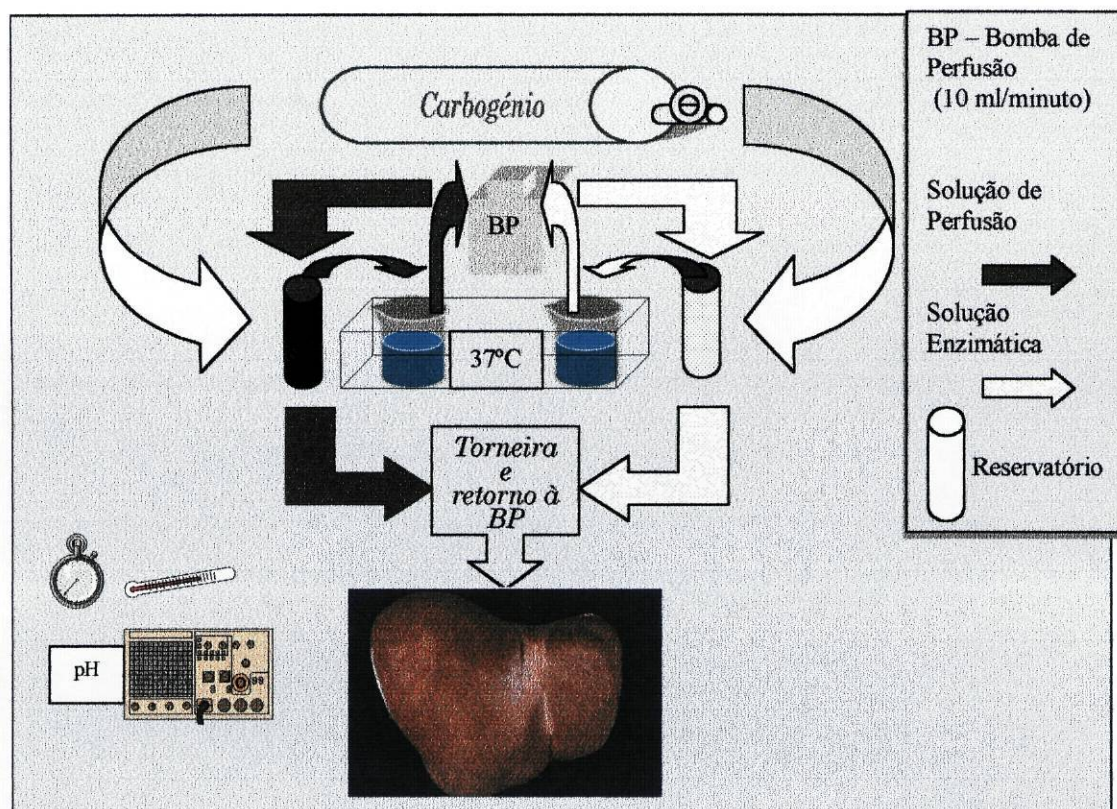 Carbogénio
BP
37ºC
Torneira
e
retorno à
BP
pH
BP – Bomba de
Perfusão
(10 ml/minuto)
Solução de
Perfusão
Solução
Enzimática
Reservatório